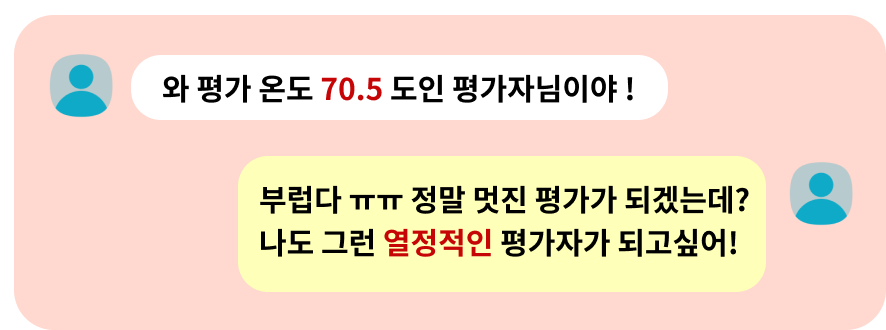 와 평가 온도 70.5 도인 평가자님이야 !
부럽다 ㅠㅠ 정말 멋진 평가가 되겠는데?
나도 그런 열정적인 평가자가 되고싶어!